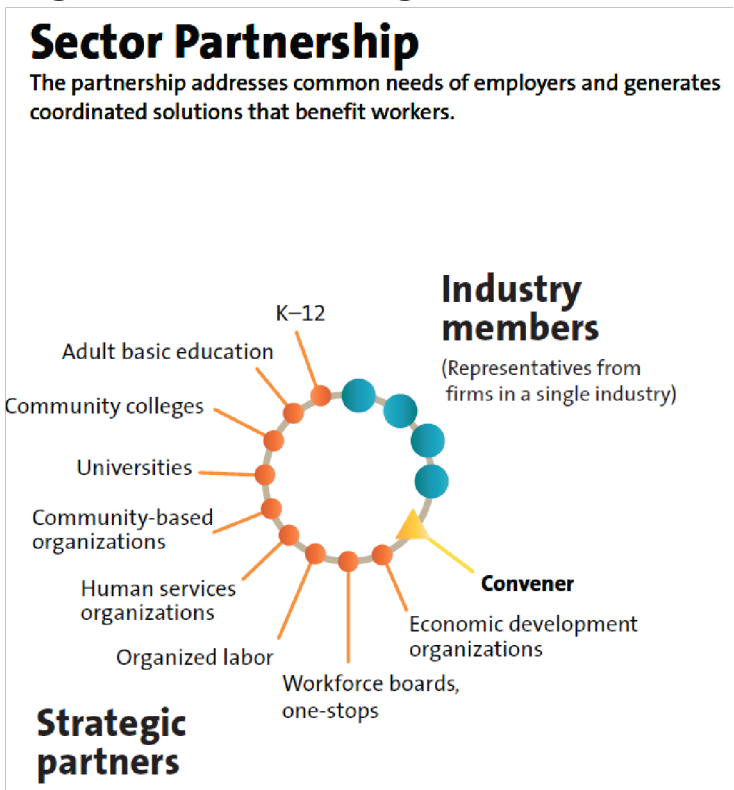 Sector Partnership
The partnership addresses common needs of employers and generates
coordinated solutions that benefit workers.
Industry
members
(Representatives from
firms in a single industry)
K–12
Adult basic education
Community colleges
Universities
Community-based
organizations
Human services
organizations
Organized labor
Workforce boards,
one-stops
Economic development
organizations
Convener
Strategic
partners